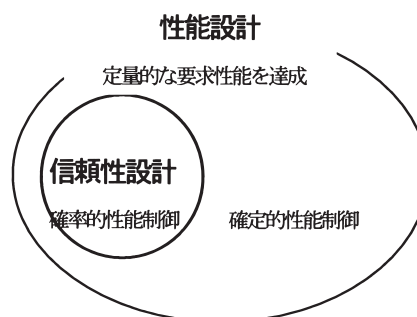 性能設計
定量的な要求性能を達成
信頼性設計
確率的性能制御
確定的性能制御